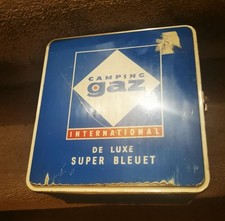 CAMPING
gaz
INTERNATIONAL
DE LUXE
SUPER BLEUET